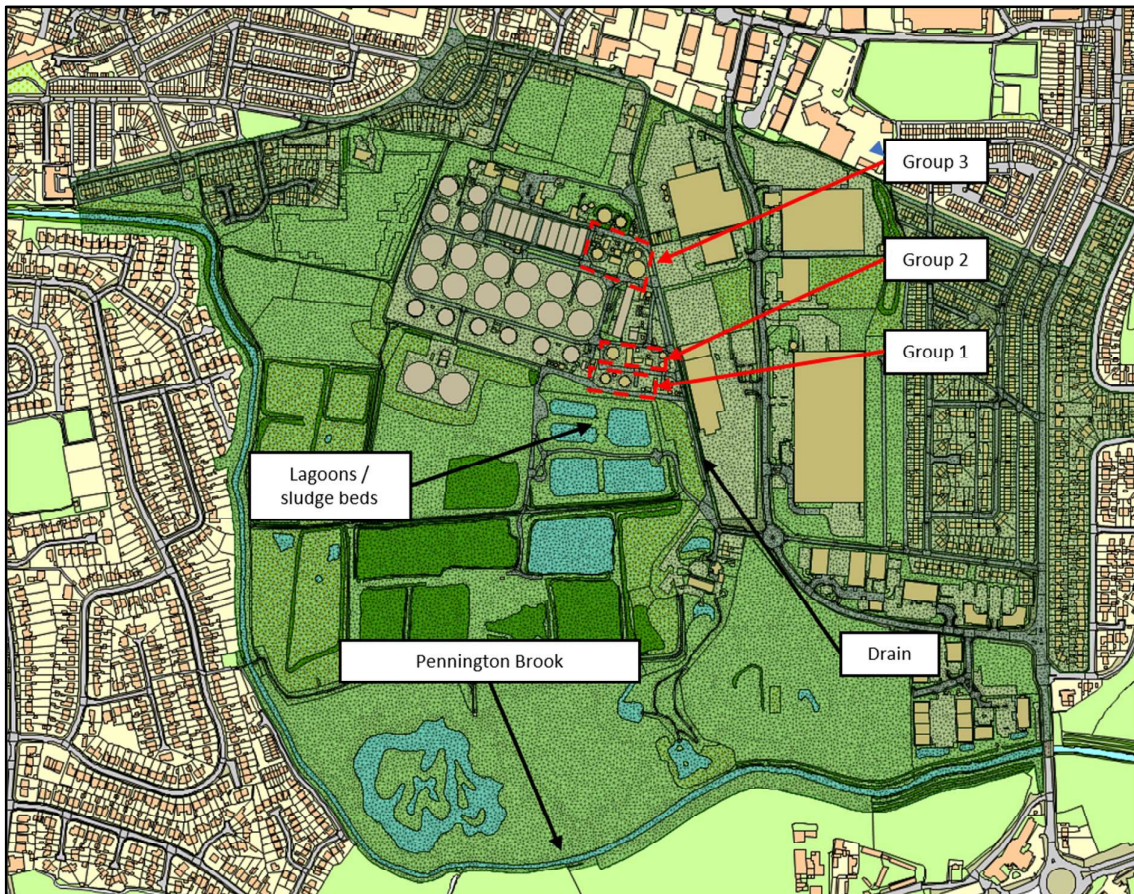 Group 3
Group 2
Group 1
Lagoons /
sludge beds
Pennington Brook
Drain